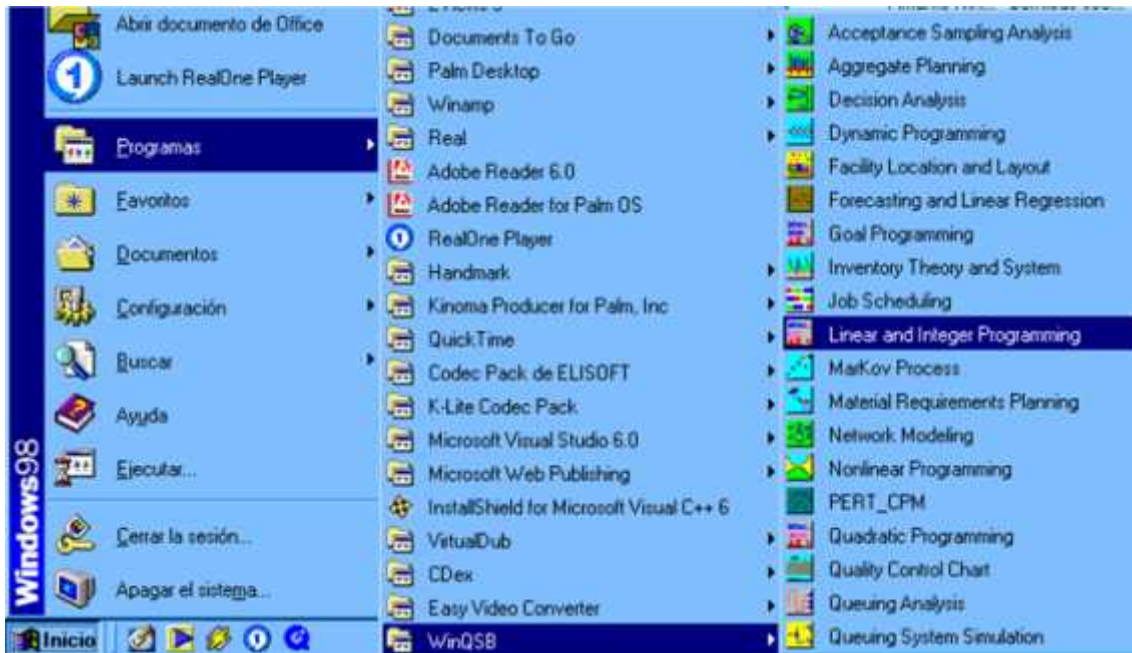 Abrir documento de Office
Launch RealOne Player
Programas
Favoritos
Documentos
Configuración
Buscar
Ayuda
Ejecutar...
Cerrar la sesión...
Apagar el sistema...
Windows98
Inicio
Documents To Go
Palm Desktop
Winamp
Real
Adobe Reader 6.0
Adobe Reader for Palm OS
RealOne Player
Handmark
Kinoma Producer for Palm, Inc
QuickTime
Codec Pack de ELISOFT
K-Lite Codec Pack
Microsoft Visual Studio 6.0
Microsoft Web Publishing
InstallShield for Microsoft Visual C++ 6
VirtualDub
CDex
Easy Video Converter
WinQSB
Acceptance Sampling Analysis
Aggregate Planning
Decision Analysis
Dynamic Programming
Facility Location and Layout
Forecasting and Linear Regression
Goal Programming
Inventory Theory and System
Job Scheduling
Linear and Integer Programming
MarKov Process
Material Requirements Planning
Network Modeling
Nonlinear Programming
PERT_CPM
Quadratic Programming
Quality Control Chart
Queuing Analysis
Queuing System Simulation